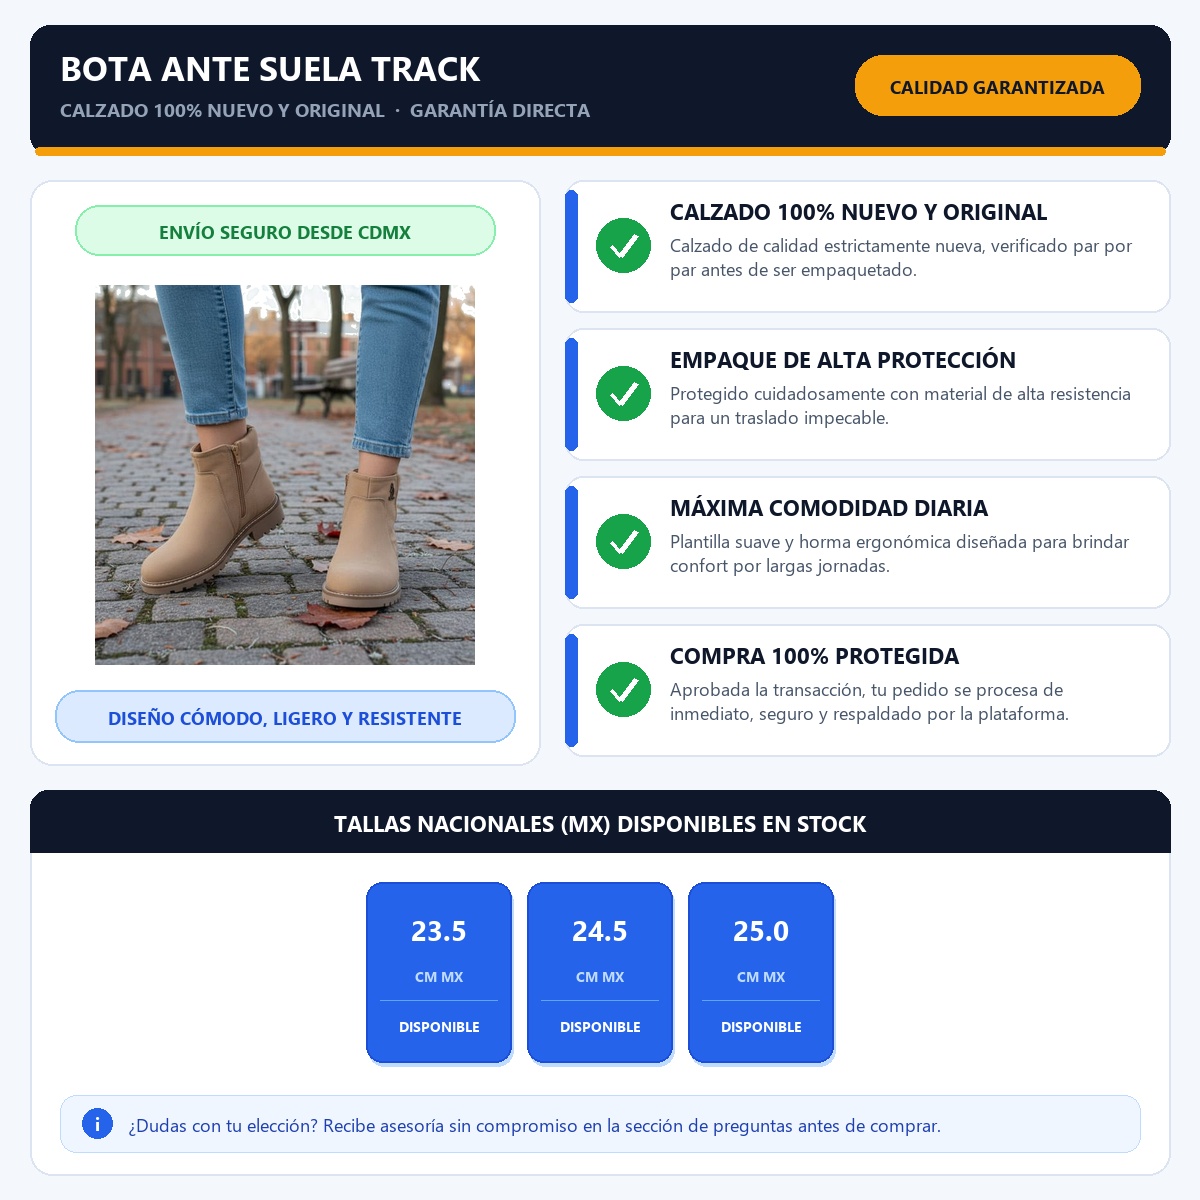 BOTA ANTE SUELA TRACK
CALZADO 100% NUEVO Y ORIGINAL · GARANTÍA DIRECTA
CALIDAD GARANTIZADA
ENVÍO SEGURO DESDE CDMX
DISEÑO CÓMODO, LIGERO Y RESISTENTE
CALZADO 100% NUEVO Y ORIGINAL
Calzado de calidad estrictamente nueva, verificado par por
par antes de ser empaquetado.
EMPAQUE DE ALTA PROTECCIÓN
Protegido cuidadosamente con material de alta resistencia
para un traslado impecable.
MÁXIMA COMODIDAD DIARIA
Plantilla suave y horma ergonómica diseñada para brindar
confort por largas jornadas.
COMPRA 100% PROTEGIDA
Aprobada la transacción, tu pedido se procesa de
inmediato, seguro y respaldado por la plataforma.
TALLAS NACIONALES (MX) DISPONIBLES EN STOCK
23.5
CM MX
DISPONIBLE
24.5
CM MX
DISPONIBLE
25.0
CM MX
DISPONIBLE
¿Dudas con tu elección? Recibe asesoría sin compromiso en la sección de preguntas antes de comprar.